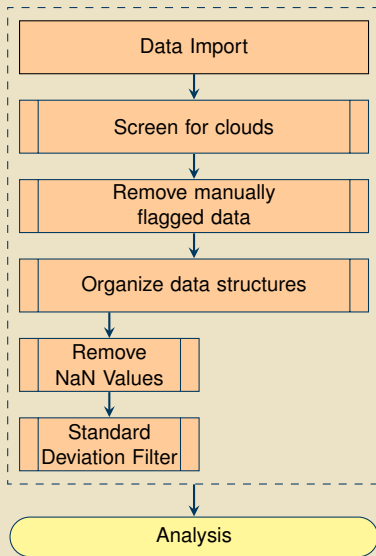 Data Import
Screen for clouds
Remove manually
flagged data
Organize data structures
Remove
NaN Values
Standard
Deviation Filter
Analysis